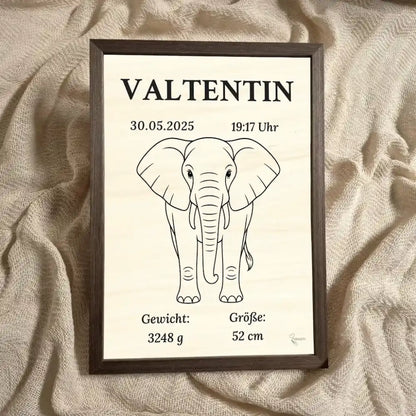 VALTENTIN
30.05.2025 19:17 Uhr
Gewicht: Größe:
3248 g 52 cm